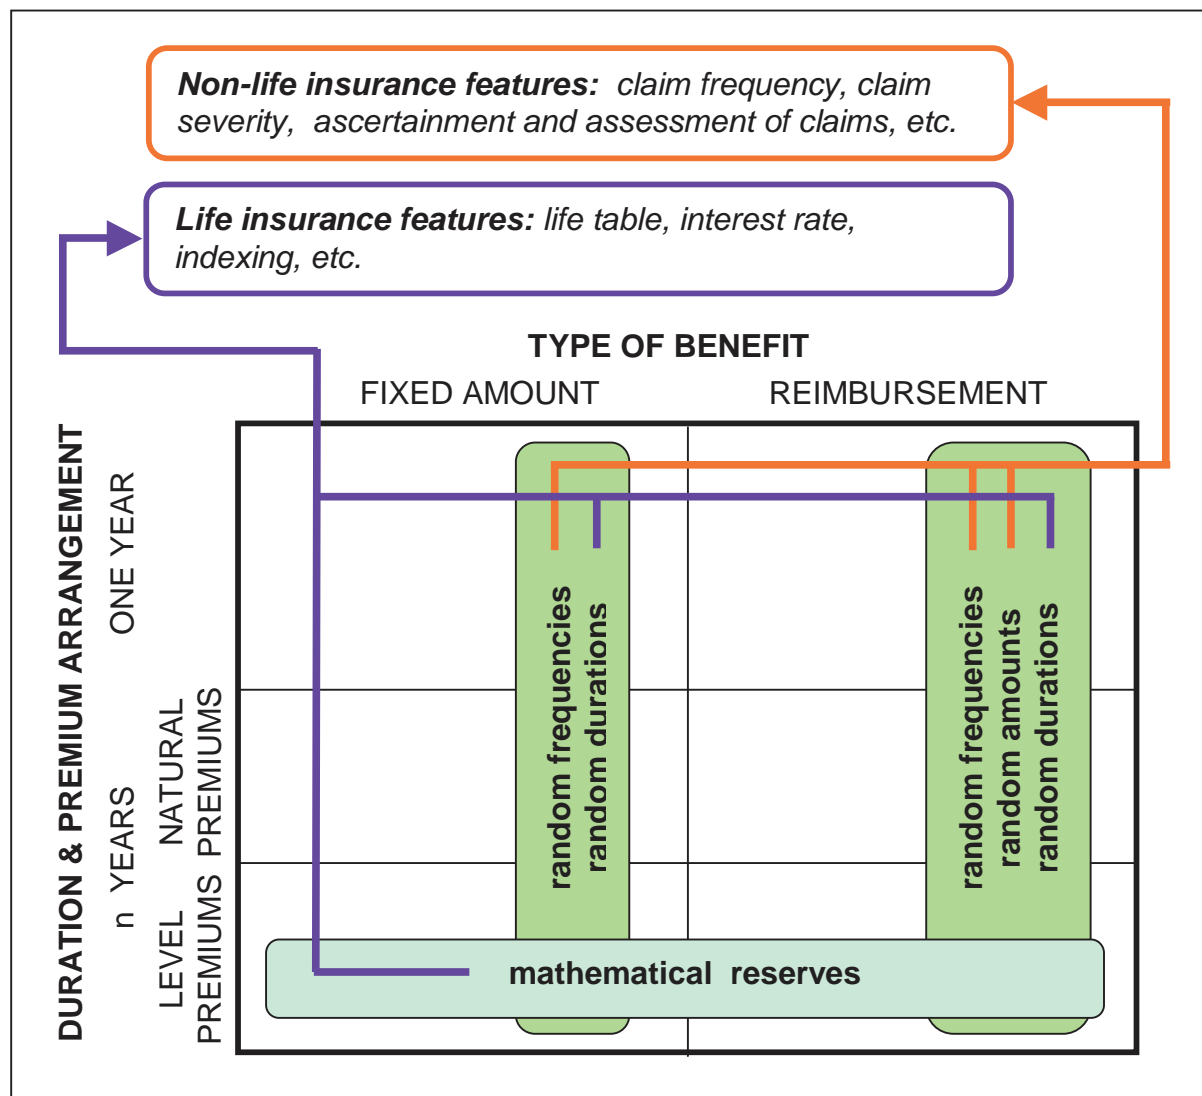 Non-life insurance features: claim frequency, claim
severity, ascertainment and assessment of claims, etc.
Life insurance features: life table, interest rate,
indexing, etc.
TYPE OF BENEFIT
FIXED AMOUNT
REIMBURSEMENT
DURATION & PREMIUM ARRANGEMENT
ONE YEAR
n YEARS
NATURAL
PREMIUMS
LEVEL
PREMIUMS
random frequencies
random durations
random frequencies
random amounts
random durations
mathematical reserves